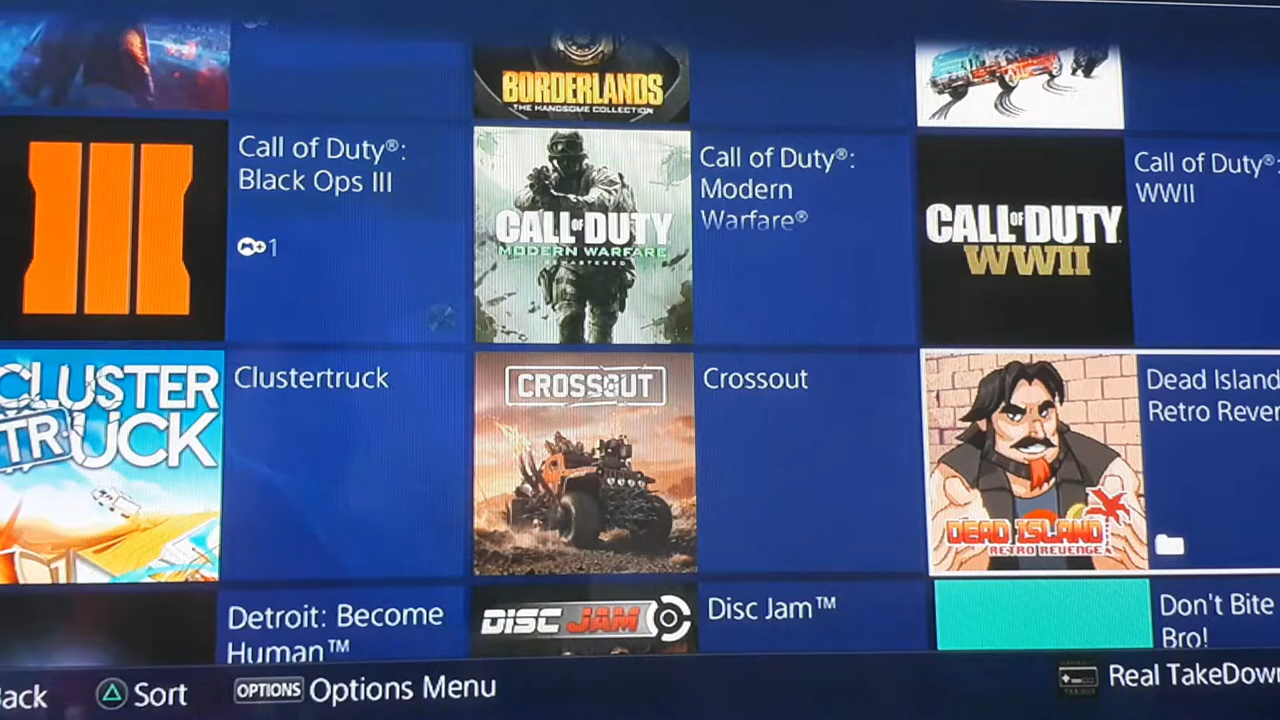 BORDERLANDS
THE HANDSOME COLLECTION
Call of Duty®:
Black Ops III
+1
CALL OF DUTY
MODERN WARFARE
REMASTERED
Call of Duty®:
Modern
Warfare®
CALL OF DUTY
WWII
Call of Duty®:
WWII
CLUSTER
TRUCK
Clustertruck
CROSSOUT
Crossout
DEAD ISLAND
RETRO REVENGE
Dead Island
Retro Rever
Detroit: Become
Human™
DISC JAM
Disc Jam™
Don't Bite
Bro!
Back
Sort
OPTIONS
Options Menu
Real TakeDown